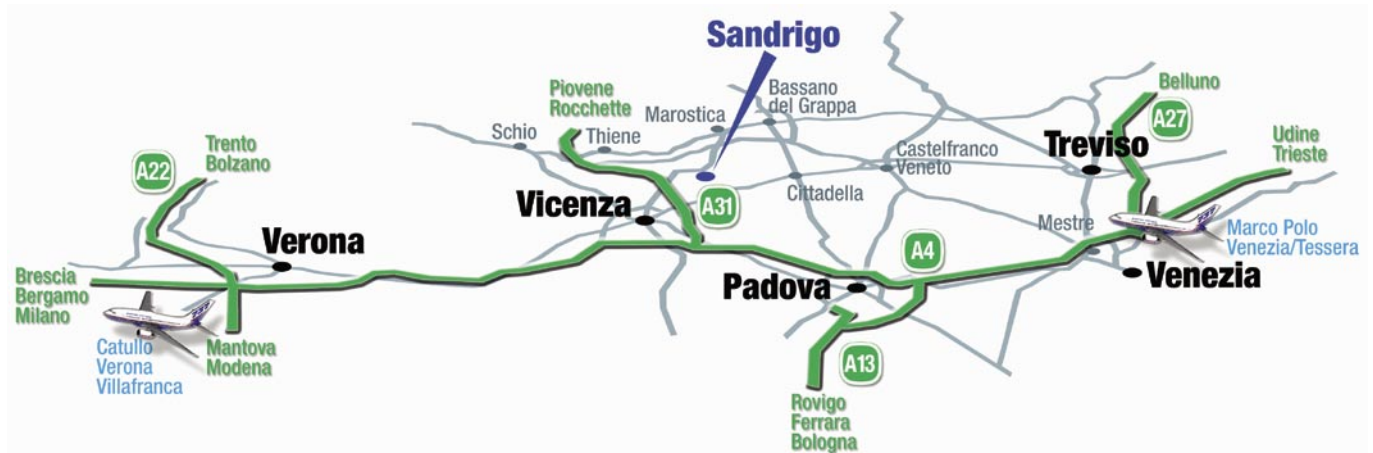 Sandrigo
Piovene
Rocchette
Bassano
del Grappa
Belluno
Marostica
A27
Schio
Thiene
Trento
Bolzano
A22
Castelfranco
Veneto
Treviso
Udine
Trieste
Cittadella
Vicenza
A31
Mestre
Marco Polo
Venezia/Tessera
Verona
A4
Brescia
Bergamo
Milano
Padova
Venezia
Catullo
Verona
Villafranca
Mantova
Modena
A13
Rovigo
Ferrara
Bologna